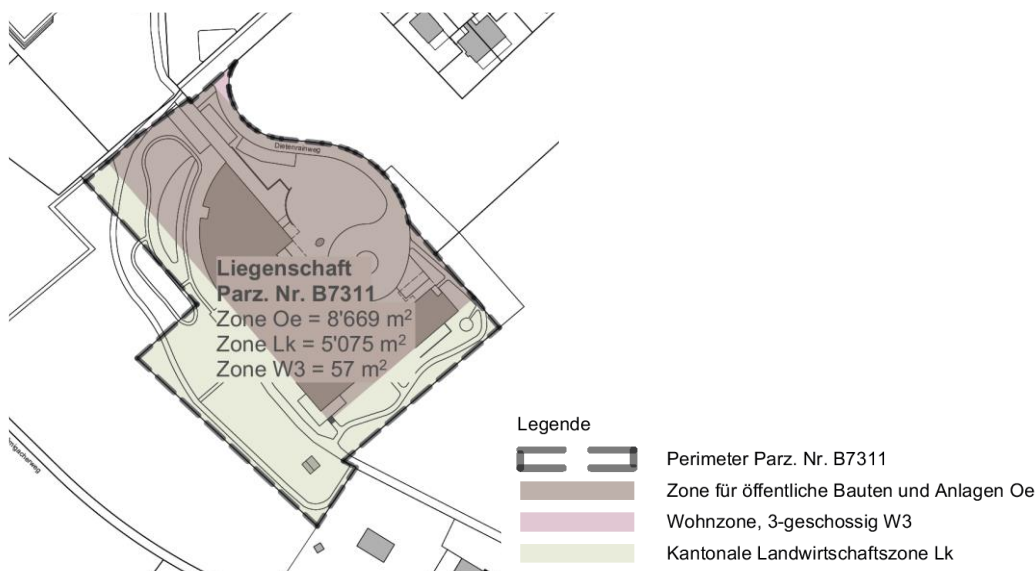 Dietenrainweg
Liegenschaft
Parz. Nr. B7311
Zone Oe = 8'669 m²
Zone Lk = 5'075 m²
Zone W3 = 57 m²
Legende
Perimeter Parz. Nr. B7311
Zone für öffentliche Bauten und Anlagen Oe
Wohnzone, 3-geschossig W3
Kantonale Landwirtschaftszone Lk